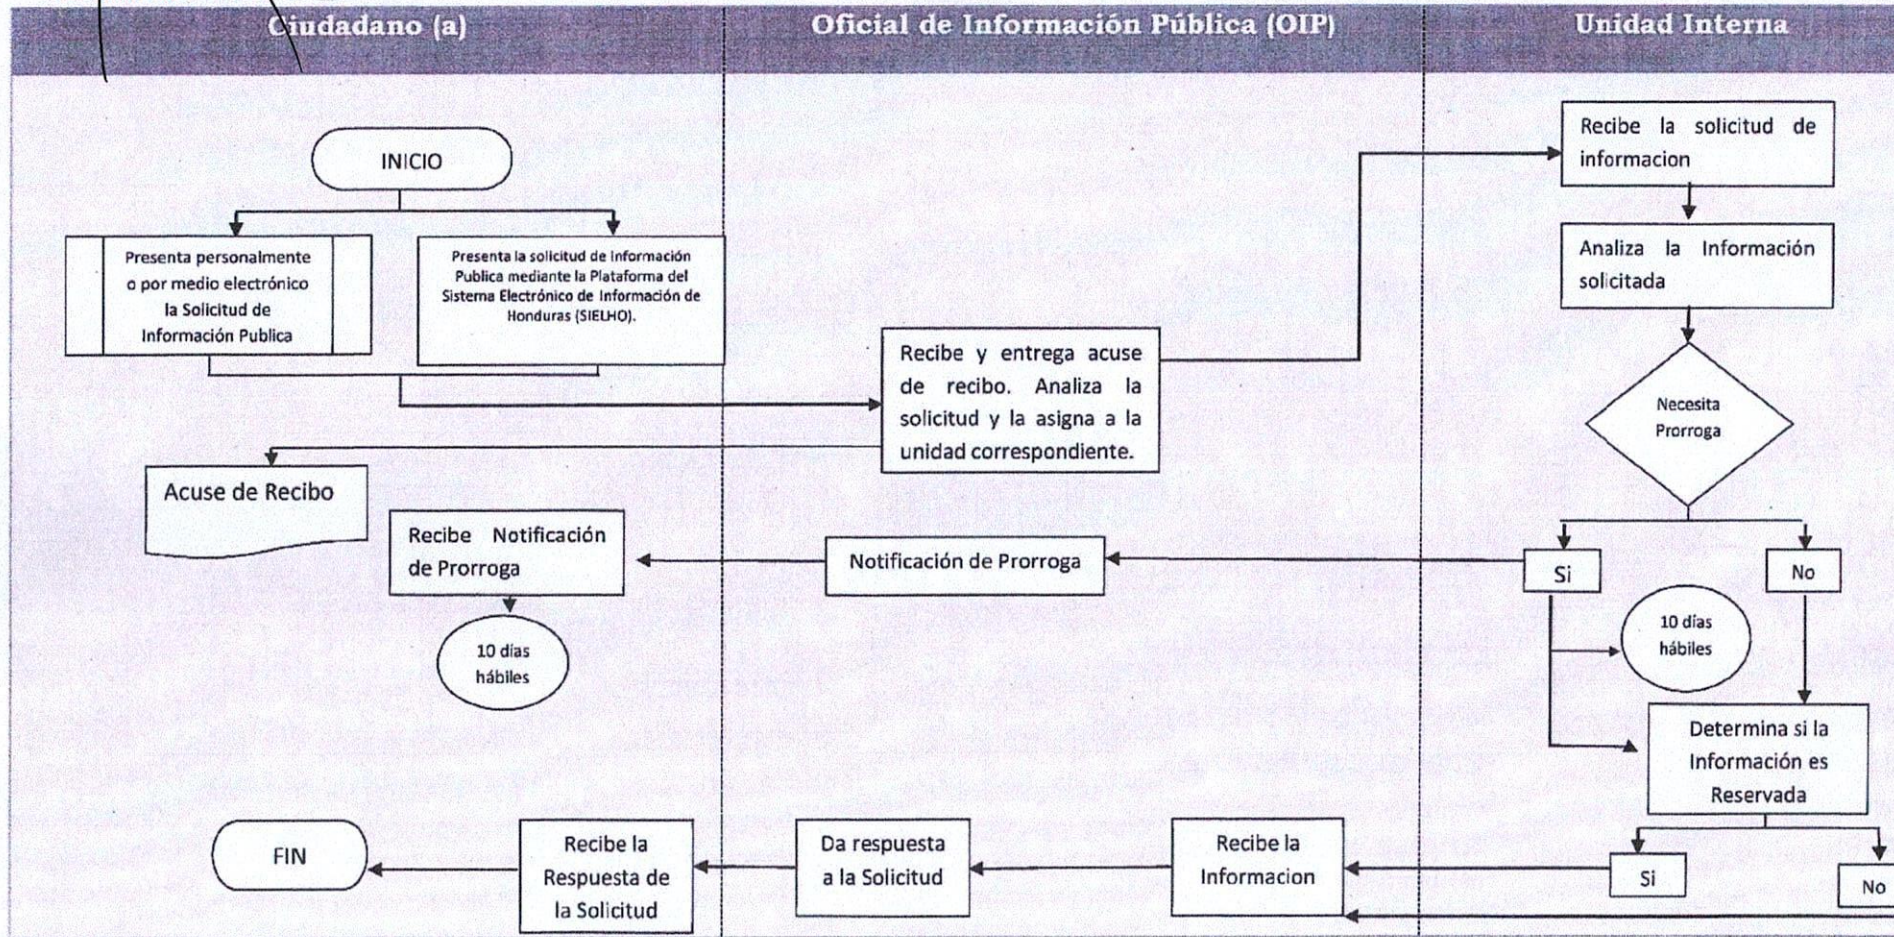 Ciudadano (a)
Oficial de Información Pública (OIP)
Unidad Interna
INICIO
Presenta personalmente
o por medio electrónico
la Solicitud de
Información Publica
Presenta la solicitud de Información
Publica mediante la Plataforma del
Sistema Electrónico de Información de
Honduras (SIELHO).
Recibe y entrega acuse
de recibo. Analiza la
solicitud y la asigna a la
unidad correspondiente.
Recibe la solicitud de
informacion
Analiza la Información
solicitada
Necesita
Prorroga
Acuse de Recibo
Recibe Notificación
de Prorroga
Notificación de Prorroga
Si
No
10 días
hábiles
10 días
hábiles
Determina si la
Información es
Reservada
Si
No
Recibe la
Informacion
Da respuesta
a la Solicitud
Recibe la
Respuesta de
la Solicitud
FIN